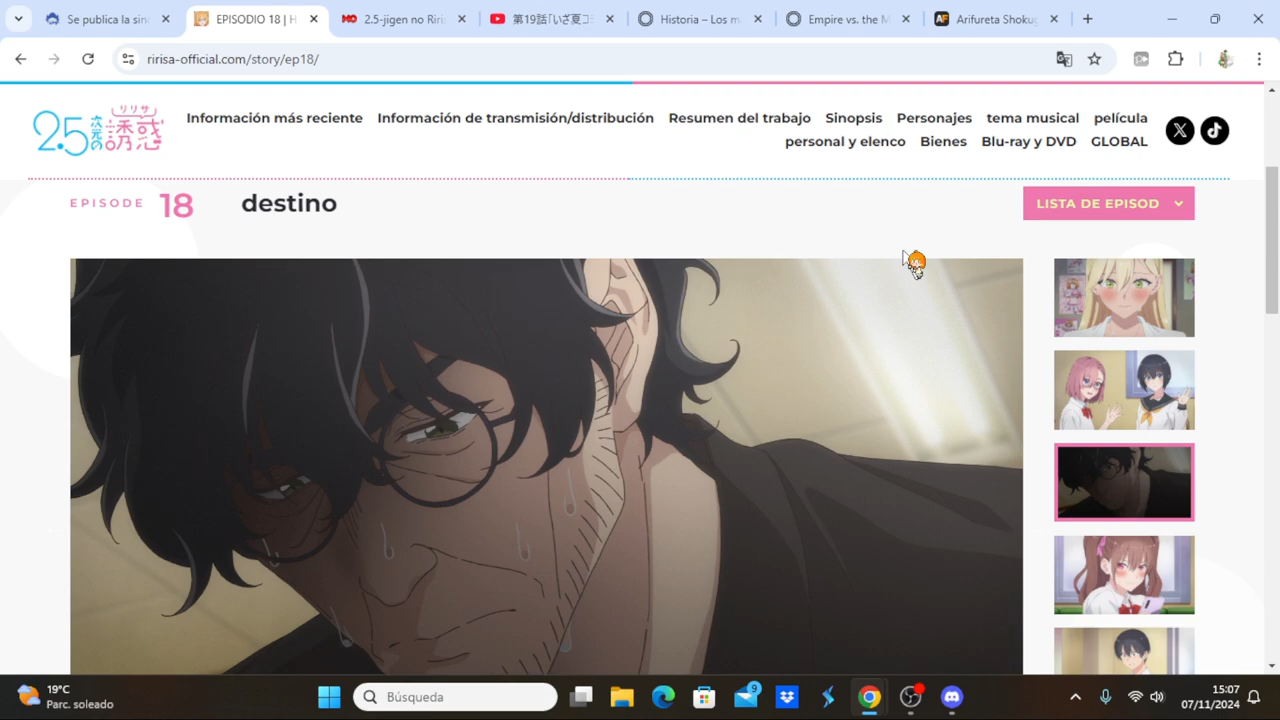 Se publica la sin
EPISODIO 18 | H
2.5-jigen no Riri
第19話「いざ夏コミ
Historia – Los m
Empire vs. the M
Arifureta Shokug
ririsa-official.com/story/ep18/
2.5次元の誘惑
リリサ
Información más reciente
Información de transmisión/distribución
Resumen del trabajo
Sinopsis
Personajes
tema musical
película
personal y elenco
Bienes
Blu-ray y DVD
GLOBAL
EPISODE 18
destino
LISTA DE EPISOD
19°C
Parc. soleado
Búsqueda
9
15:07
07/11/2024